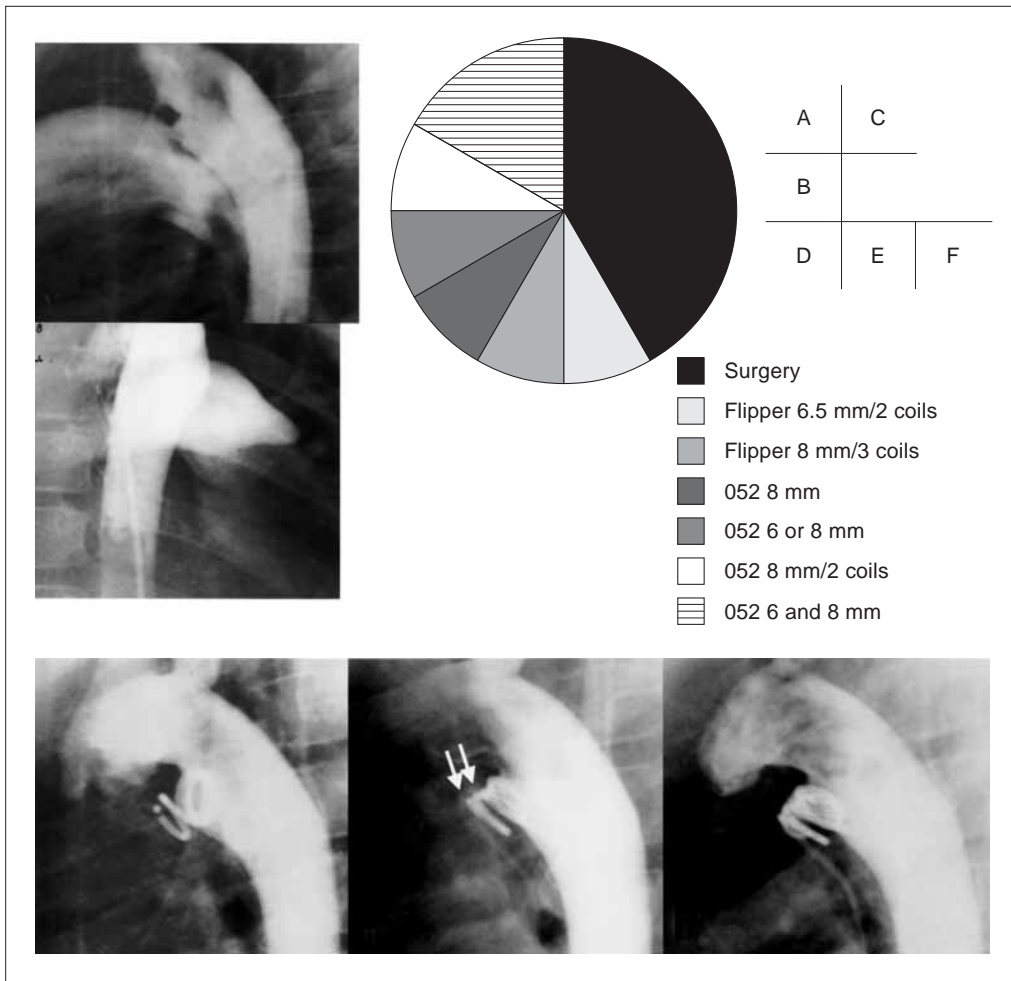 A C
B
D E F
Surgery
Flipper 6.5 mm/2 coils
Flipper 8 mm/3 coils
052 8 mm
052 6 or 8 mm
052 8 mm/2 coils
052 6 and 8 mm